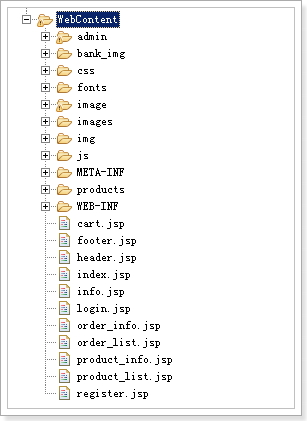 WebContent
admin
bank_img
css
fonts
image
images
img
js
META-INF
products
WEB-INF
cart.jsp
footer.jsp
header.jsp
index.jsp
info.jsp
login.jsp
order_info.jsp
order_list.jsp
product_info.jsp
product_list.jsp
register.jsp